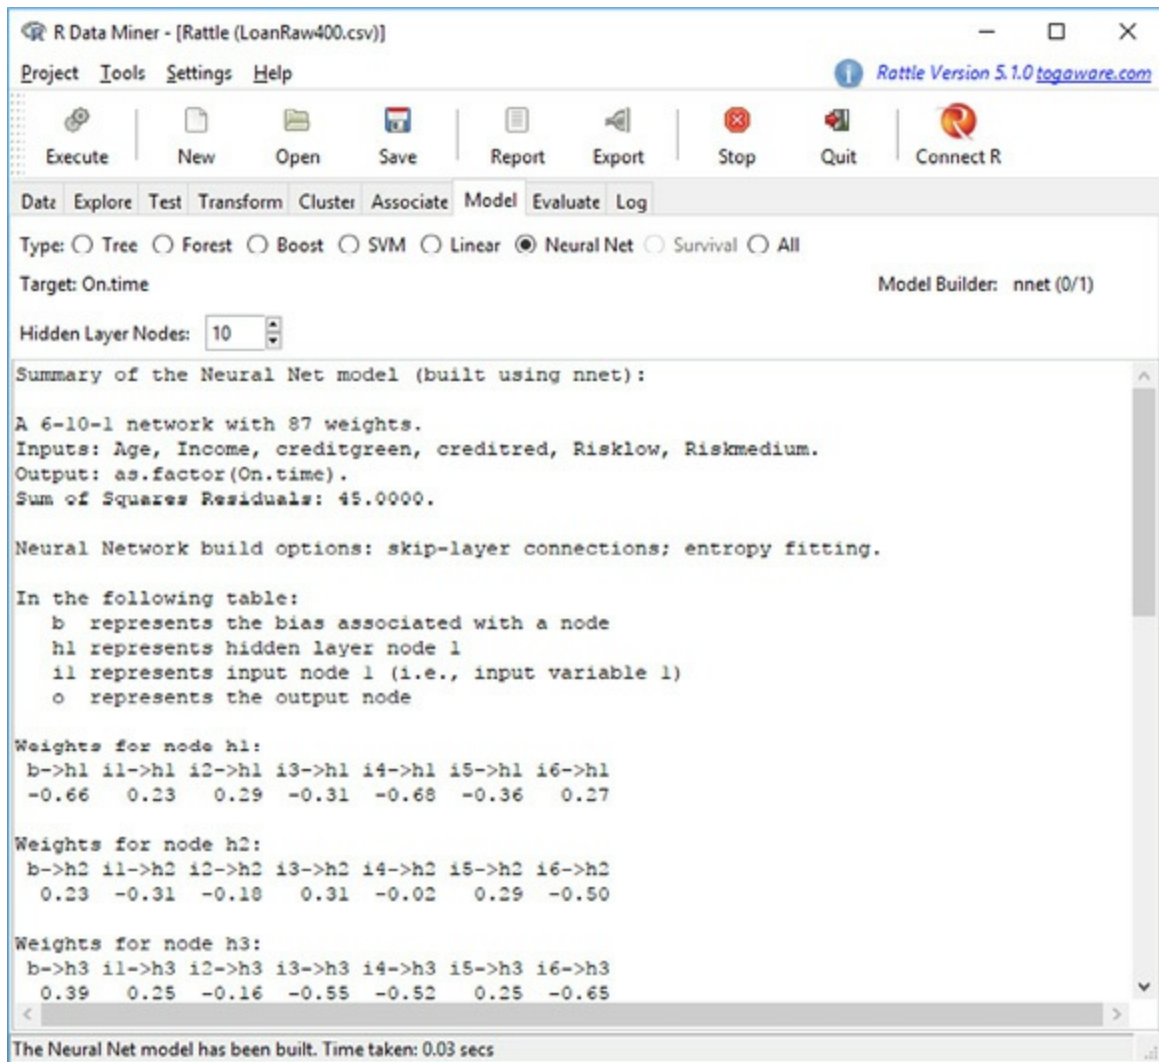 R Data Miner - [Rattle (LoanRaw400.csv)]
Project Tools Settings Help Rattle Version 5.1.0 togaware.com
Execute New Open Save Report Export Stop Quit Connect R
Data Explore Test Transform Cluster Associate Model Evaluate Log
Type: Tree Forest Boost SVM Linear Neural Net Survival All
Target: On.time Model Builder: nnet (0/1)
Hidden Layer Nodes: 10
Summary of the Neural Net model (built using nnet):
A 6-10-1 network with 87 weights.
Inputs: Age, Income, creditgreen, creditred, Risklow, Riskmedium.
Output: as.factor(On.time).
Sum of Squares Residuals: 45.0000.
Neural Network build options: skip-layer connections; entropy fitting.
In the following table:
b represents the bias associated with a node
h1 represents hidden layer node 1
i1 represents input node 1 (i.e., input variable 1)
o represents the output node
Weights for node h1:
b->h1 i1->h1 i2->h1 i3->h1 i4->h1 i5->h1 i6->h1
-0.66 0.23 0.29 -0.31 -0.68 -0.36 0.27
Weights for node h2:
b->h2 i1->h2 i2->h2 i3->h2 i4->h2 i5->h2 i6->h2
0.23 -0.31 -0.18 0.31 -0.02 0.29 -0.50
Weights for node h3:
b->h3 i1->h3 i2->h3 i3->h3 i4->h3 i5->h3 i6->h3
0.39 0.25 -0.16 -0.55 -0.52 0.25 -0.65
The Neural Net model has been built. Time taken: 0.03 secs